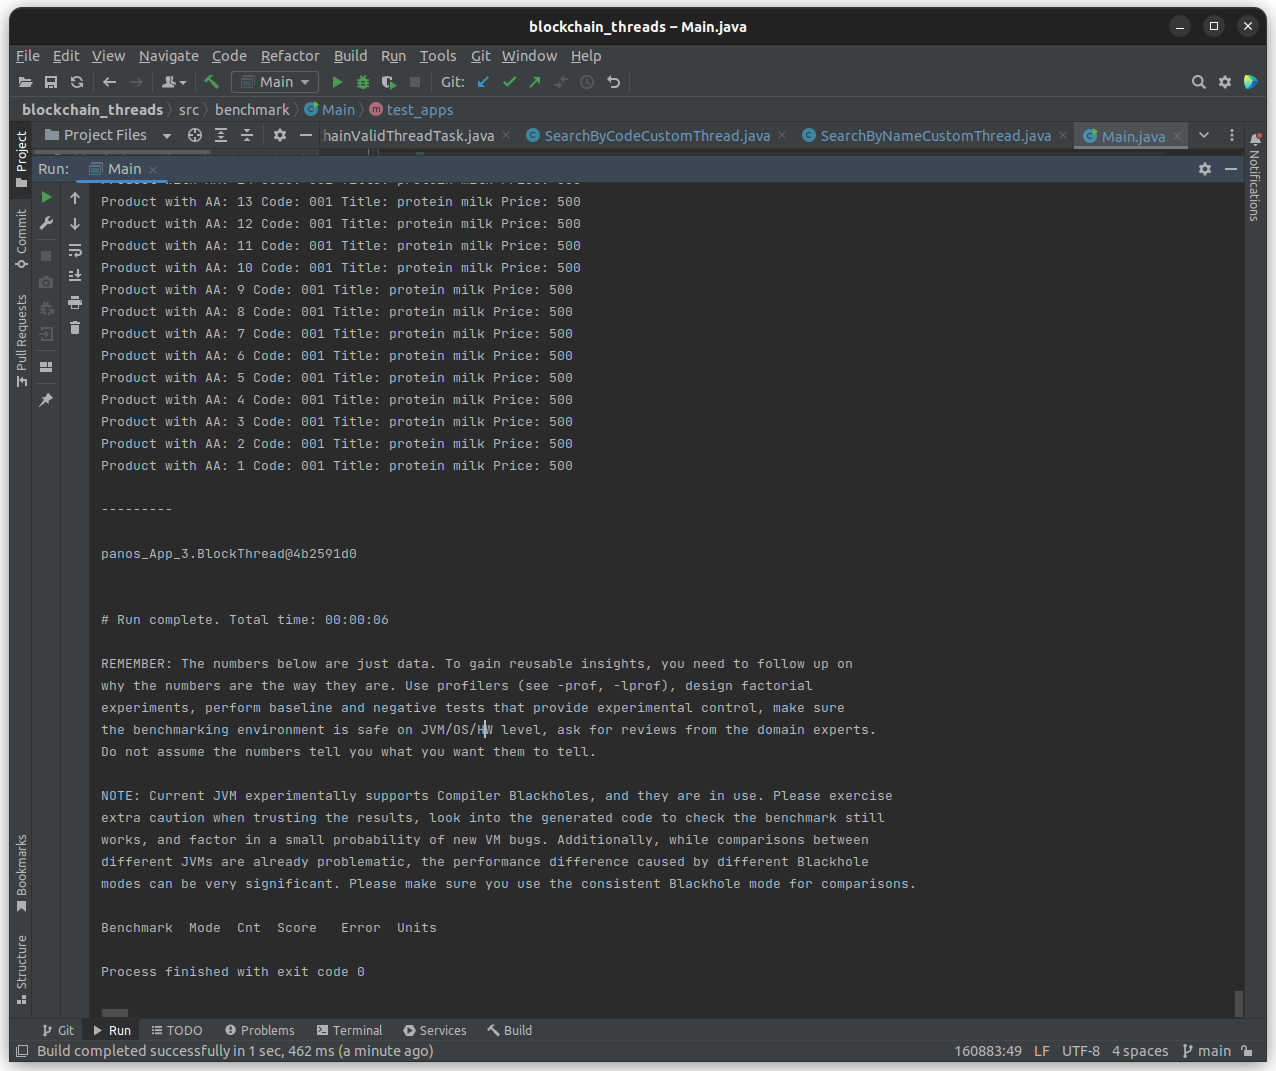 blockchain_threads – Main.java
File Edit View Navigate Code Refactor Build Run Tools Git Window Help
Main Git:
blockchain_threads src benchmark Main test_apps
Project Files hainValidThreadTask.java SearchByCodeCustomThread.java SearchByNameCustomThread.java Main.java
Run: Main
Product with AA: 13 Code: 001 Title: protein milk Price: 500
Product with AA: 12 Code: 001 Title: protein milk Price: 500
Product with AA: 11 Code: 001 Title: protein milk Price: 500
Product with AA: 10 Code: 001 Title: protein milk Price: 500
Product with AA: 9 Code: 001 Title: protein milk Price: 500
Product with AA: 8 Code: 001 Title: protein milk Price: 500
Product with AA: 7 Code: 001 Title: protein milk Price: 500
Product with AA: 6 Code: 001 Title: protein milk Price: 500
Product with AA: 5 Code: 001 Title: protein milk Price: 500
Product with AA: 4 Code: 001 Title: protein milk Price: 500
Product with AA: 3 Code: 001 Title: protein milk Price: 500
Product with AA: 2 Code: 001 Title: protein milk Price: 500
Product with AA: 1 Code: 001 Title: protein milk Price: 500
---------
panos_App_3.BlockThread@4b2591d0
# Run complete. Total time: 00:00:06
REMEMBER: The numbers below are just data. To gain reusable insights, you need to follow up on
why the numbers are the way they are. Use profilers (see -prof, -lprof), design factorial
experiments, perform baseline and negative tests that provide experimental control, make sure
the benchmarking environment is safe on JVM/OS/HW level, ask for reviews from the domain experts.
Do not assume the numbers tell you what you want them to tell.
NOTE: Current JVM experimentally supports Compiler Blackholes, and they are in use. Please exercise
extra caution when trusting the results, look into the generated code to check the benchmark still
works, and factor in a small probability of new VM bugs. Additionally, while comparisons between
different JVMs are already problematic, the performance difference caused by different Blackhole
modes can be very significant. Please make sure you use the consistent Blackhole mode for comparisons.
Benchmark Mode Cnt Score Error Units
Process finished with exit code 0
Project
Commit
Pull Requests
Bookmarks
Structure
Notifications
Git Run TODO Problems Terminal Services Build
Build completed successfully in 1 sec, 462 ms (a minute ago) 160883:49 LF UTF-8 4 spaces main